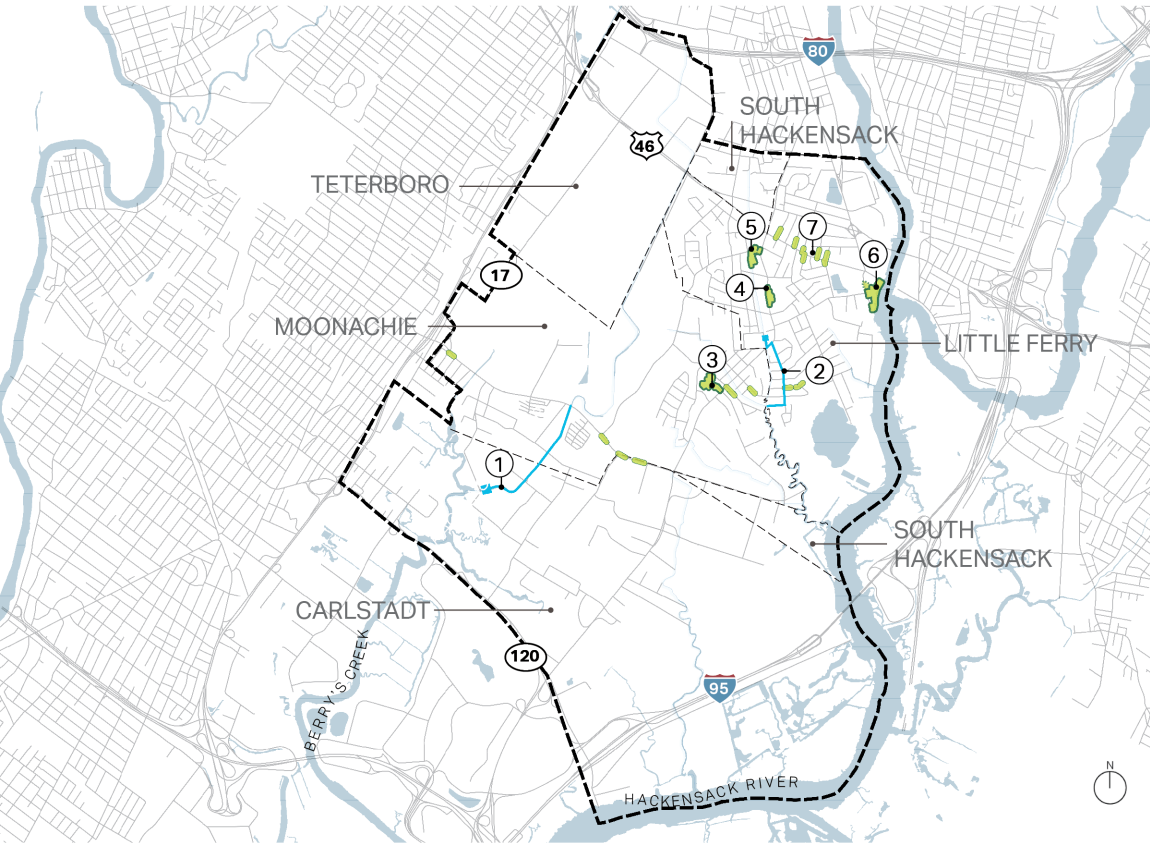 80
SOUTH
HACKENSACK
46
TETERBORO
5
7
6
17
4
MOONACHIE
LITTLE FERRY
3
2
1
SOUTH
HACKENSACK
CARLSTADT
120
BERRY'S CREEK
95
N
HACKENSACK RIVER